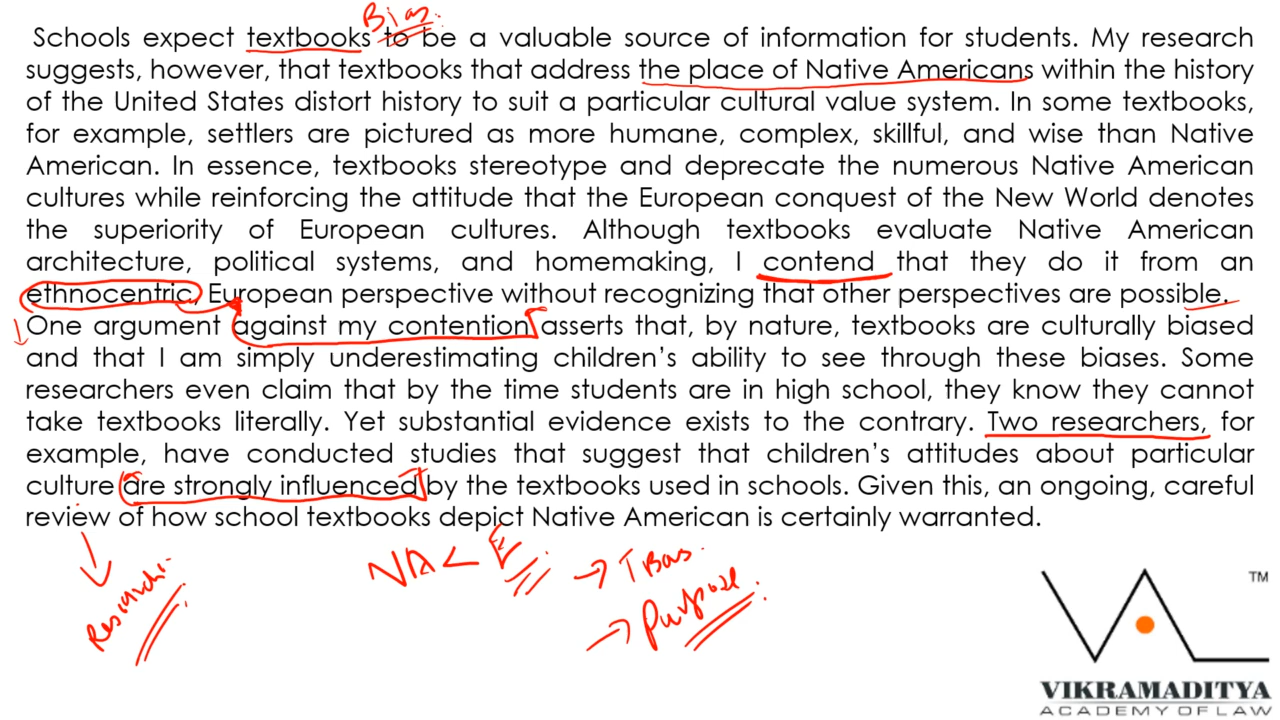 Bias
Schools expect textbooks to be a valuable source of information for students. My research
suggests, however, that textbooks that address the place of Native Americans within the history
of the United States distort history to suit a particular cultural value system. In some textbooks,
for example, settlers are pictured as more humane, complex, skillful, and wise than Native
American. In essence, textbooks stereotype and deprecate the numerous Native American
cultures while reinforcing the attitude that the European conquest of the New World denotes
the superiority of European cultures. Although textbooks evaluate Native American
architecture, political systems, and homemaking, I contend that they do it from an
ethnocentric, European perspective without recognizing that other perspectives are possible.
One argument against my contention asserts that, by nature, textbooks are culturally biased
and that I am simply underestimating children's ability to see through these biases. Some
researchers even claim that by the time students are in high school, they know they cannot
take textbooks literally. Yet substantial evidence exists to the contrary. Two researchers, for
example, have conducted studies that suggest that children's attitudes about particular
culture are strongly influenced by the textbooks used in schools. Given this, an ongoing, careful
review of how school textbooks depict Native American is certainly warranted.
NA < E
→ T Bias
→ Purpose
TM
VIKRAMADITYA
ACADEMY OF LAW